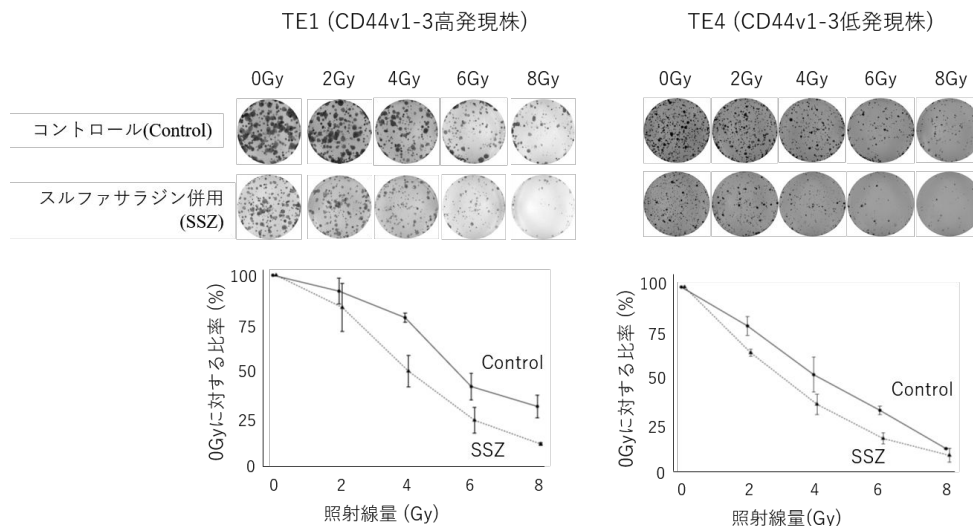 TE1 (CD44v1-3高発現株)
TE4 (CD44v1-3低発現株)
0Gy 2Gy 4Gy 6Gy 8Gy
0Gy 2Gy 4Gy 6Gy 8Gy
コントロール(Control)
スルファサラジン併用
(SSZ)
0Gyに対する比率 (%)
100
75
50
25
0
Control
SSZ
0 2 4 6 8
照射線量 (Gy)
0Gyに対する比率 (%)
100
75
50
25
0
Control
SSZ
0 2 4 6 8
照射線量(Gy)